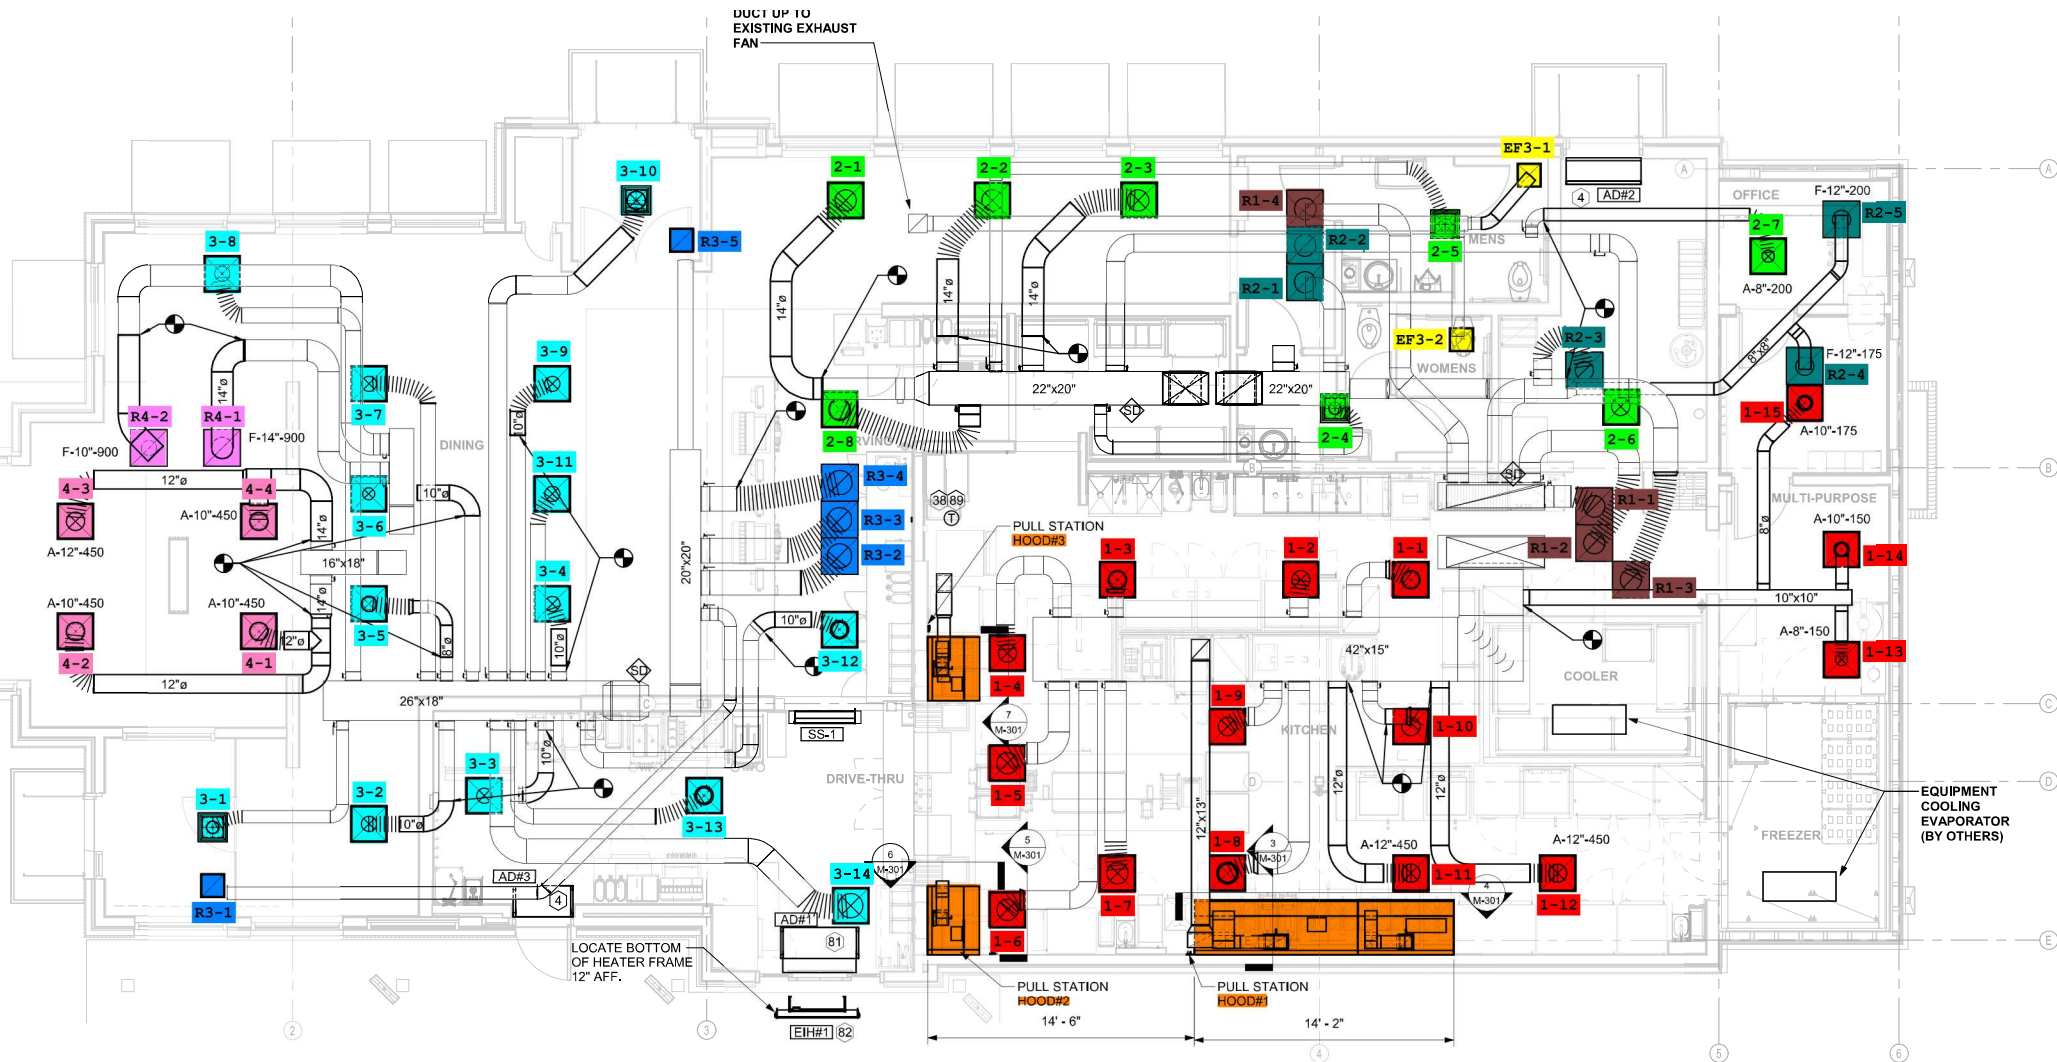 DUCT UP TO
EXISTING EXHAUST
FAN
EF3-1
3-10
2-1
2-2
2-3
R1-4
R2-2
R2-1
R3-5
3-8
2-5
MENS
4
AD#2
A
OFFICE
F-12"-200
R2-5
2-7
A-8"-200
A
14"ø
14"ø
14"ø
EF3-2
R2-3
8"x8"
F-12"-175
R2-4
1-15
A-10"-175
WOMENS
22"x20"
22"x20"
SD
2-4
2-6
2-8
3-9
3-7
14"ø
R4-2
R4-1
F-10"-900
F-14"-900
DINING
10"ø
4-3
12"ø
4-4
A-10"-450
A-12"-450
14"ø
3-6
10"ø
3-11
R3-4
R3-3
R3-2
38
89
T
B
B
SD
R1-1
R1-2
R1-3
MULTI-PURPOSE
A-10"-150
1-14
8"ø
PULL STATION
HOOD#3
1-3
1-2
1-1
16"x18"
20"x20"
3-4
A-10"-450
A-10"-450
14"ø
3-5
8"ø
10"ø
10"ø
3-12
4-2
4-1
12"ø
12"ø
10"x10"
A-8"-150
1-13
1-4
42"x15"
COOLER
SD
26"x18"
C
C
SS-1
7
M-301
1-9
KITCHEN
1-10
3-3
10"ø
DRIVE-THRU
1-5
D
D
12"ø
12"ø
12"x13"
3-1
3-2
10"ø
3-13
EQUIPMENT
COOLING
EVAPORATOR
(BY OTHERS)
FREEZER
5
M-301
6
M-301
1-8
3
M-301
A-12"-450
A-12"-450
1-11
4
M-301
1-12
AD#3
4
3-14
R3-1
1-7
AD#1
81
1-6
E
LOCATE BOTTOM
OF HEATER FRAME
12" AFF.
PULL STATION
HOOD#2
PULL STATION
HOOD#1
14' - 6"
14' - 2"
EIH#1
82
2
3
4
5
6